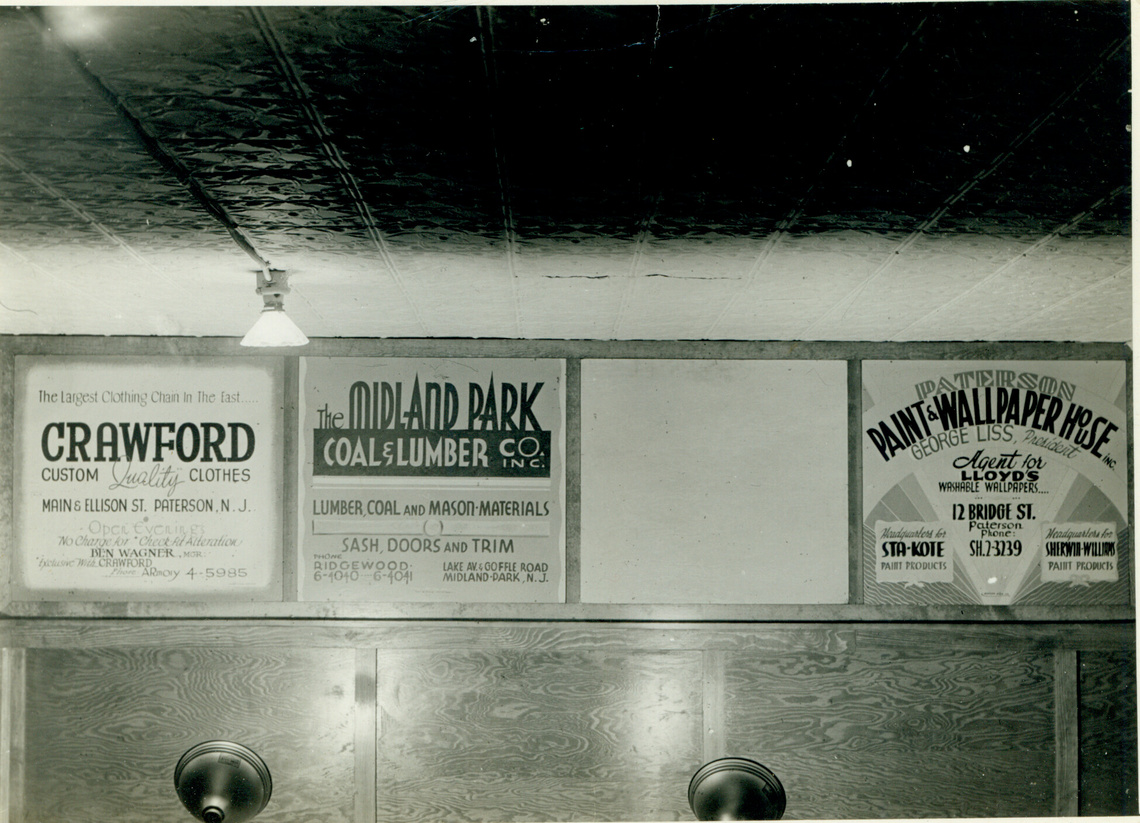 The Largest Clothing Chain In The East.....
CRAWFORD
CUSTOM Quality CLOTHES
MAIN & ELLISON ST. PATERSON, N.J.
Open Evenings
No Charge for "Check-fit-Alteration"
BEN WAGNER, MGR.
"Exclusive With CRAWFORD
Phone ARmory 4-5985
The MIDLAND PARK
COAL & LUMBER CO.
INC.
LUMBER, COAL AND MASON-MATERIALS
SASH, DOORS AND TRIM
PHONE
RIDGEWOOD
6-4040 6-4041
LAKE AV. & GOFFLE ROAD
MIDLAND-PARK, N.J.
PATERSON
PAINT & WALLPAPER HOUSE INC.
GEORGE LISS, President
Agent for
LLOYD'S
WASHABLE WALLPAPERS....
12 BRIDGE ST.
Paterson
Phone:
SH.2-3239
Headquarters for
STA-KOTE
PAINT PRODUCTS
Headquarters for
SHERWIN-WILLIAMS
PAINT PRODUCTS